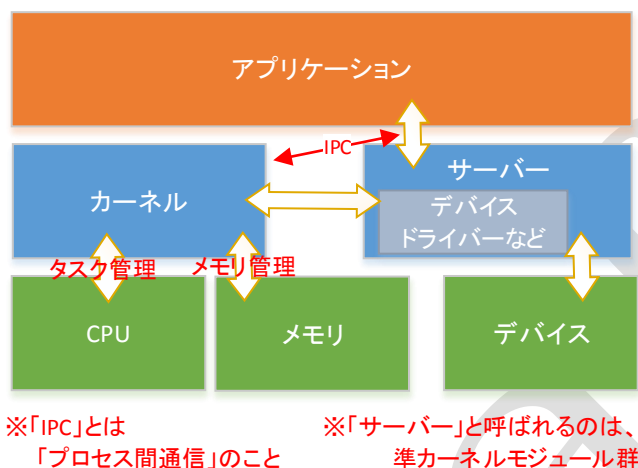 アプリケーション
IPC
カーネル
サーバー
デバイス
ドライバーなど
タスク管理
メモリ管理
CPU
メモリ
デバイス
※「IPC」とは
「プロセス間通信」のこと
※「サーバー」と呼ばれるのは、
準カーネルモジュール群